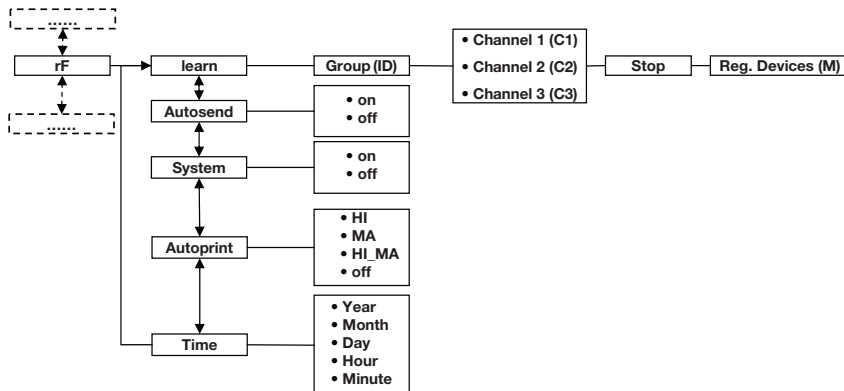 ......
rF
......
learn
Group (ID)
• Channel 1 (C1)
• Channel 2 (C2)
• Channel 3 (C3)
Stop
Reg. Devices (M)
Autosend
• on
• off
System
• on
• off
Autoprint
• HI
• MA
• HI_MA
• off
Time
• Year
• Month
• Day
• Hour
• Minute